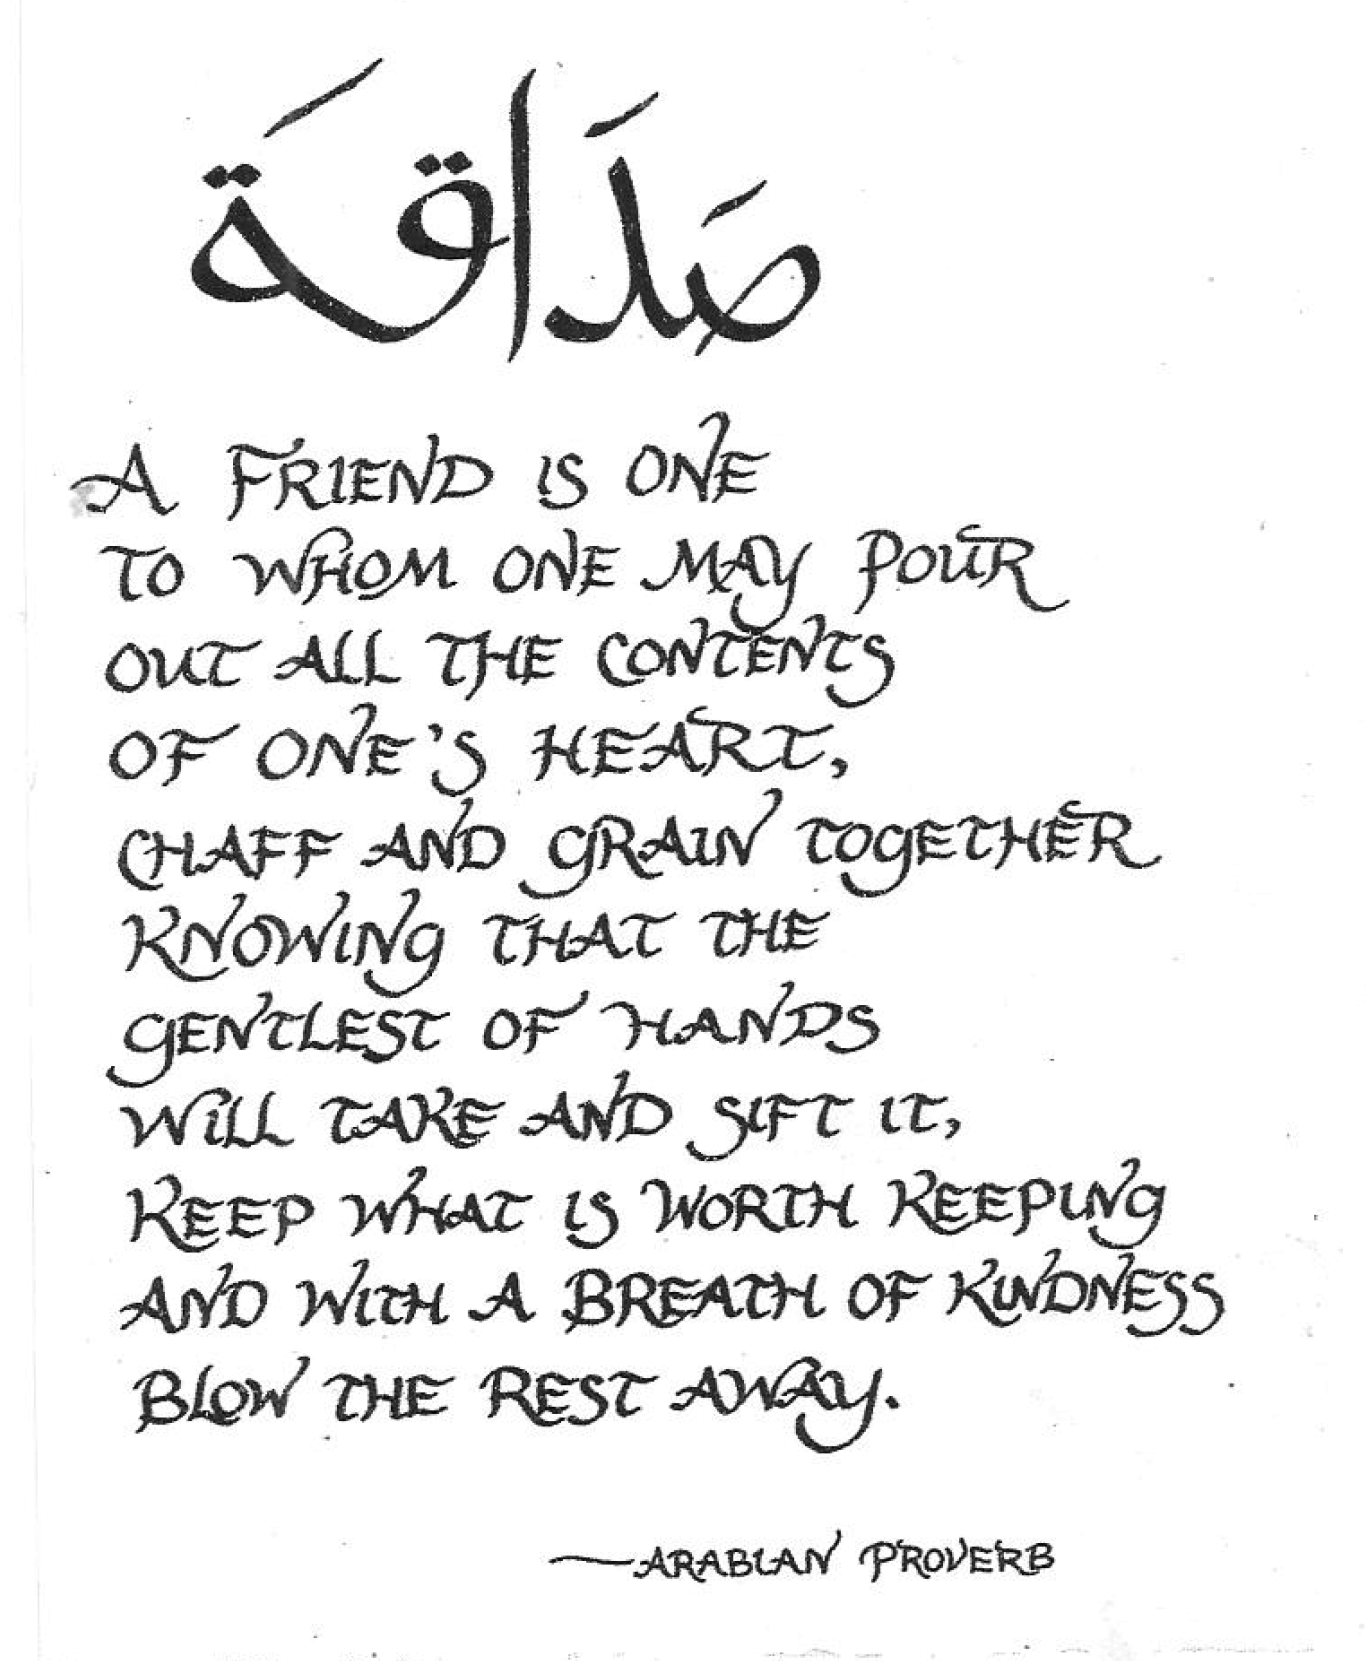 صَدَاقَة
A FRIEND IS ONE
TO WHOM ONE MAY POUR
OUT ALL THE CONTENTS
OF ONE'S HEART,
CHAFF AND GRAIN TOGETHER
KNOWING THAT THE
GENTLEST OF HANDS
WILL TAKE AND SIFT IT,
KEEP WHAT IS WORTH KEEPING
AND WITH A BREATH OF KINDNESS
BLOW THE REST AWAY.
—ARABIAN PROVERB